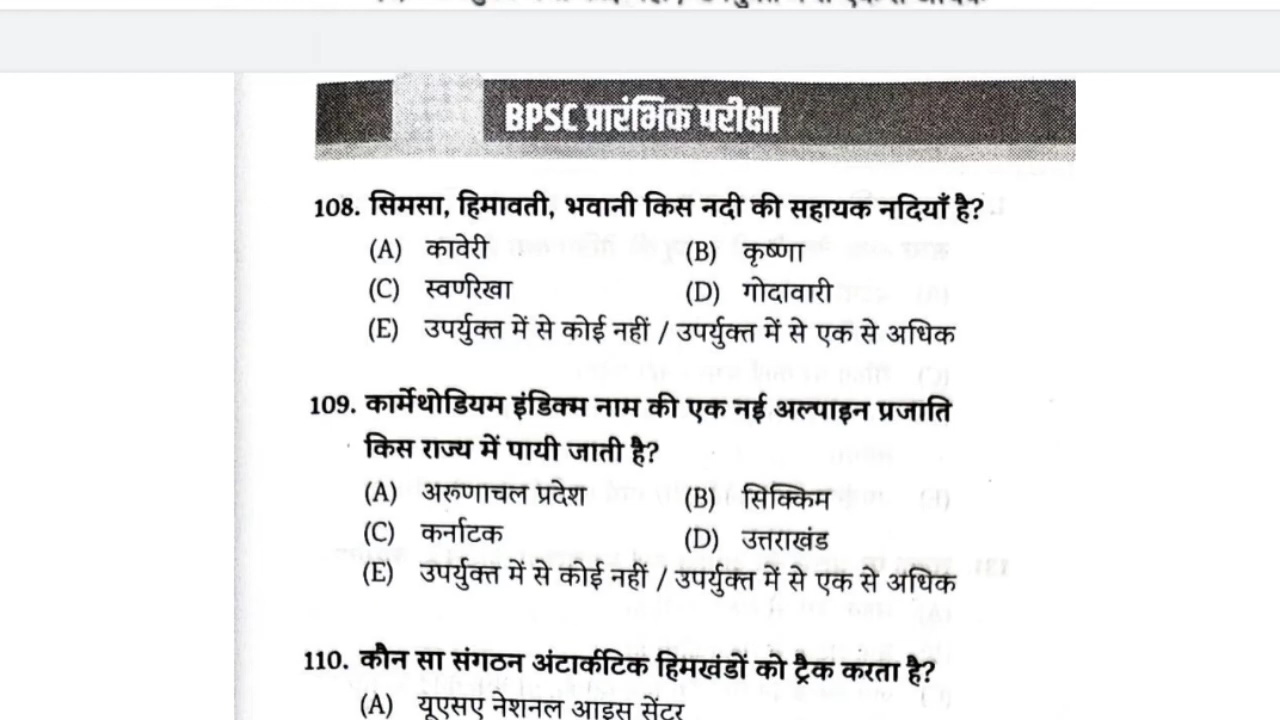 BPSC प्रारंभिक परीक्षा
108. सिमसा, हिमावती, भवानी किस नदी की सहायक नदियाँ है?
(A) कावेरी (B) कृष्णा
(C) स्वर्णरेखा (D) गोदावारी
(E) उपर्युक्त में से कोई नहीं / उपर्युक्त में से एक से अधिक
109. कार्मेथोडियम इंडिक्म नाम की एक नई अल्पाइन प्रजाति
किस राज्य में पायी जाती है?
(A) अरुणाचल प्रदेश (B) सिक्किम
(C) कर्नाटक (D) उत्तराखंड
(E) उपर्युक्त में से कोई नहीं / उपर्युक्त में से एक से अधिक
110. कौन सा संगठन अंटार्कटिक हिमखंडों को ट्रैक करता है?
(A) यूएसए नेशनल आइस सेंटर